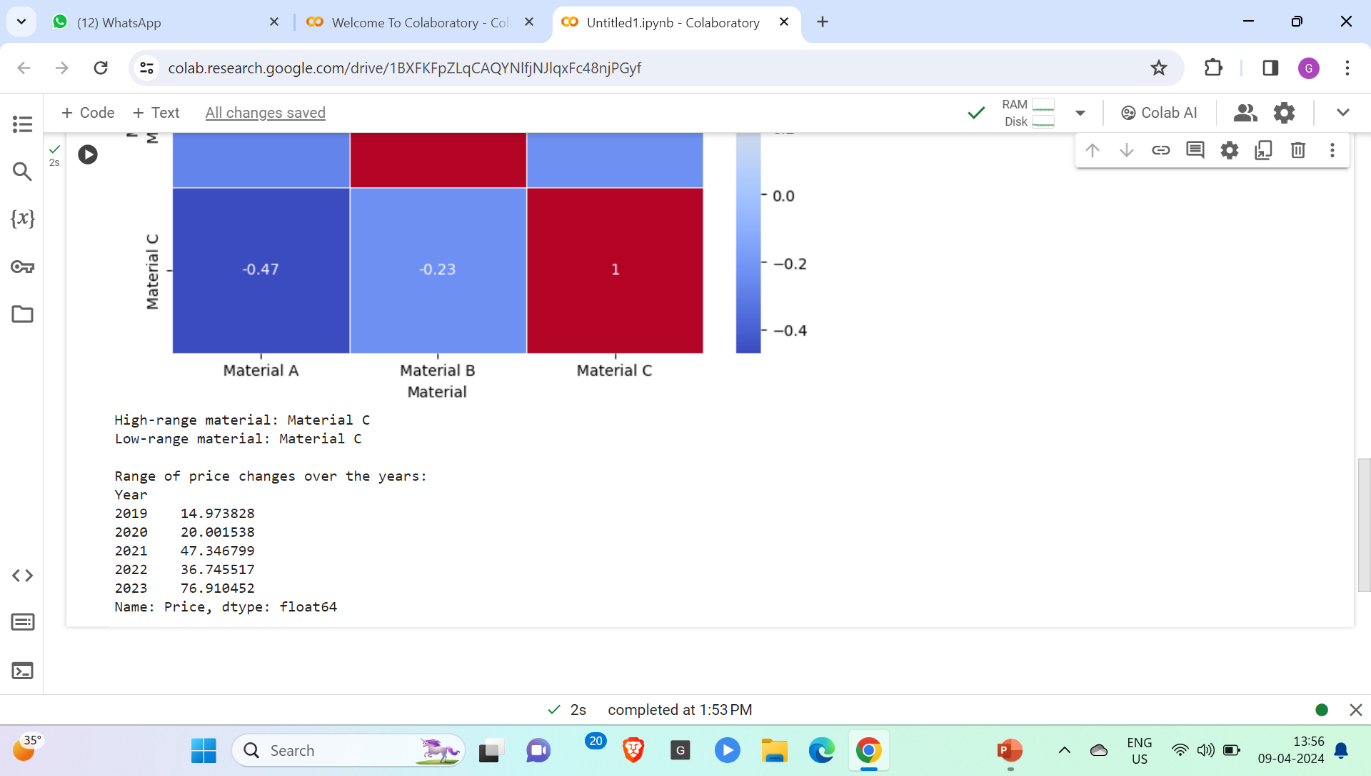 (12) WhatsApp
Welcome To Colaboratory - Col
Untitled1.ipynb - Colaboratory
colab.research.google.com/drive/1BXFKFpZLqCAQYNlfjNJlqxFc48njPGyf
G
+ Code + Text All changes saved
RAM
Disk
Colab AI
2s
{x}
0.0
−0.2
−0.4
Material C
-0.47 -0.23 1
Material A Material B Material C
Material
High-range material: Material C
Low-range material: Material C
Range of price changes over the years:
Year
2019 14.973828
2020 20.001538
2021 47.346799
2022 36.745517
2023 76.910452
Name: Price, dtype: float64
2s completed at 1:53 PM
35°
Search
20
G
P
ENG
US
13:56
09-04-2024